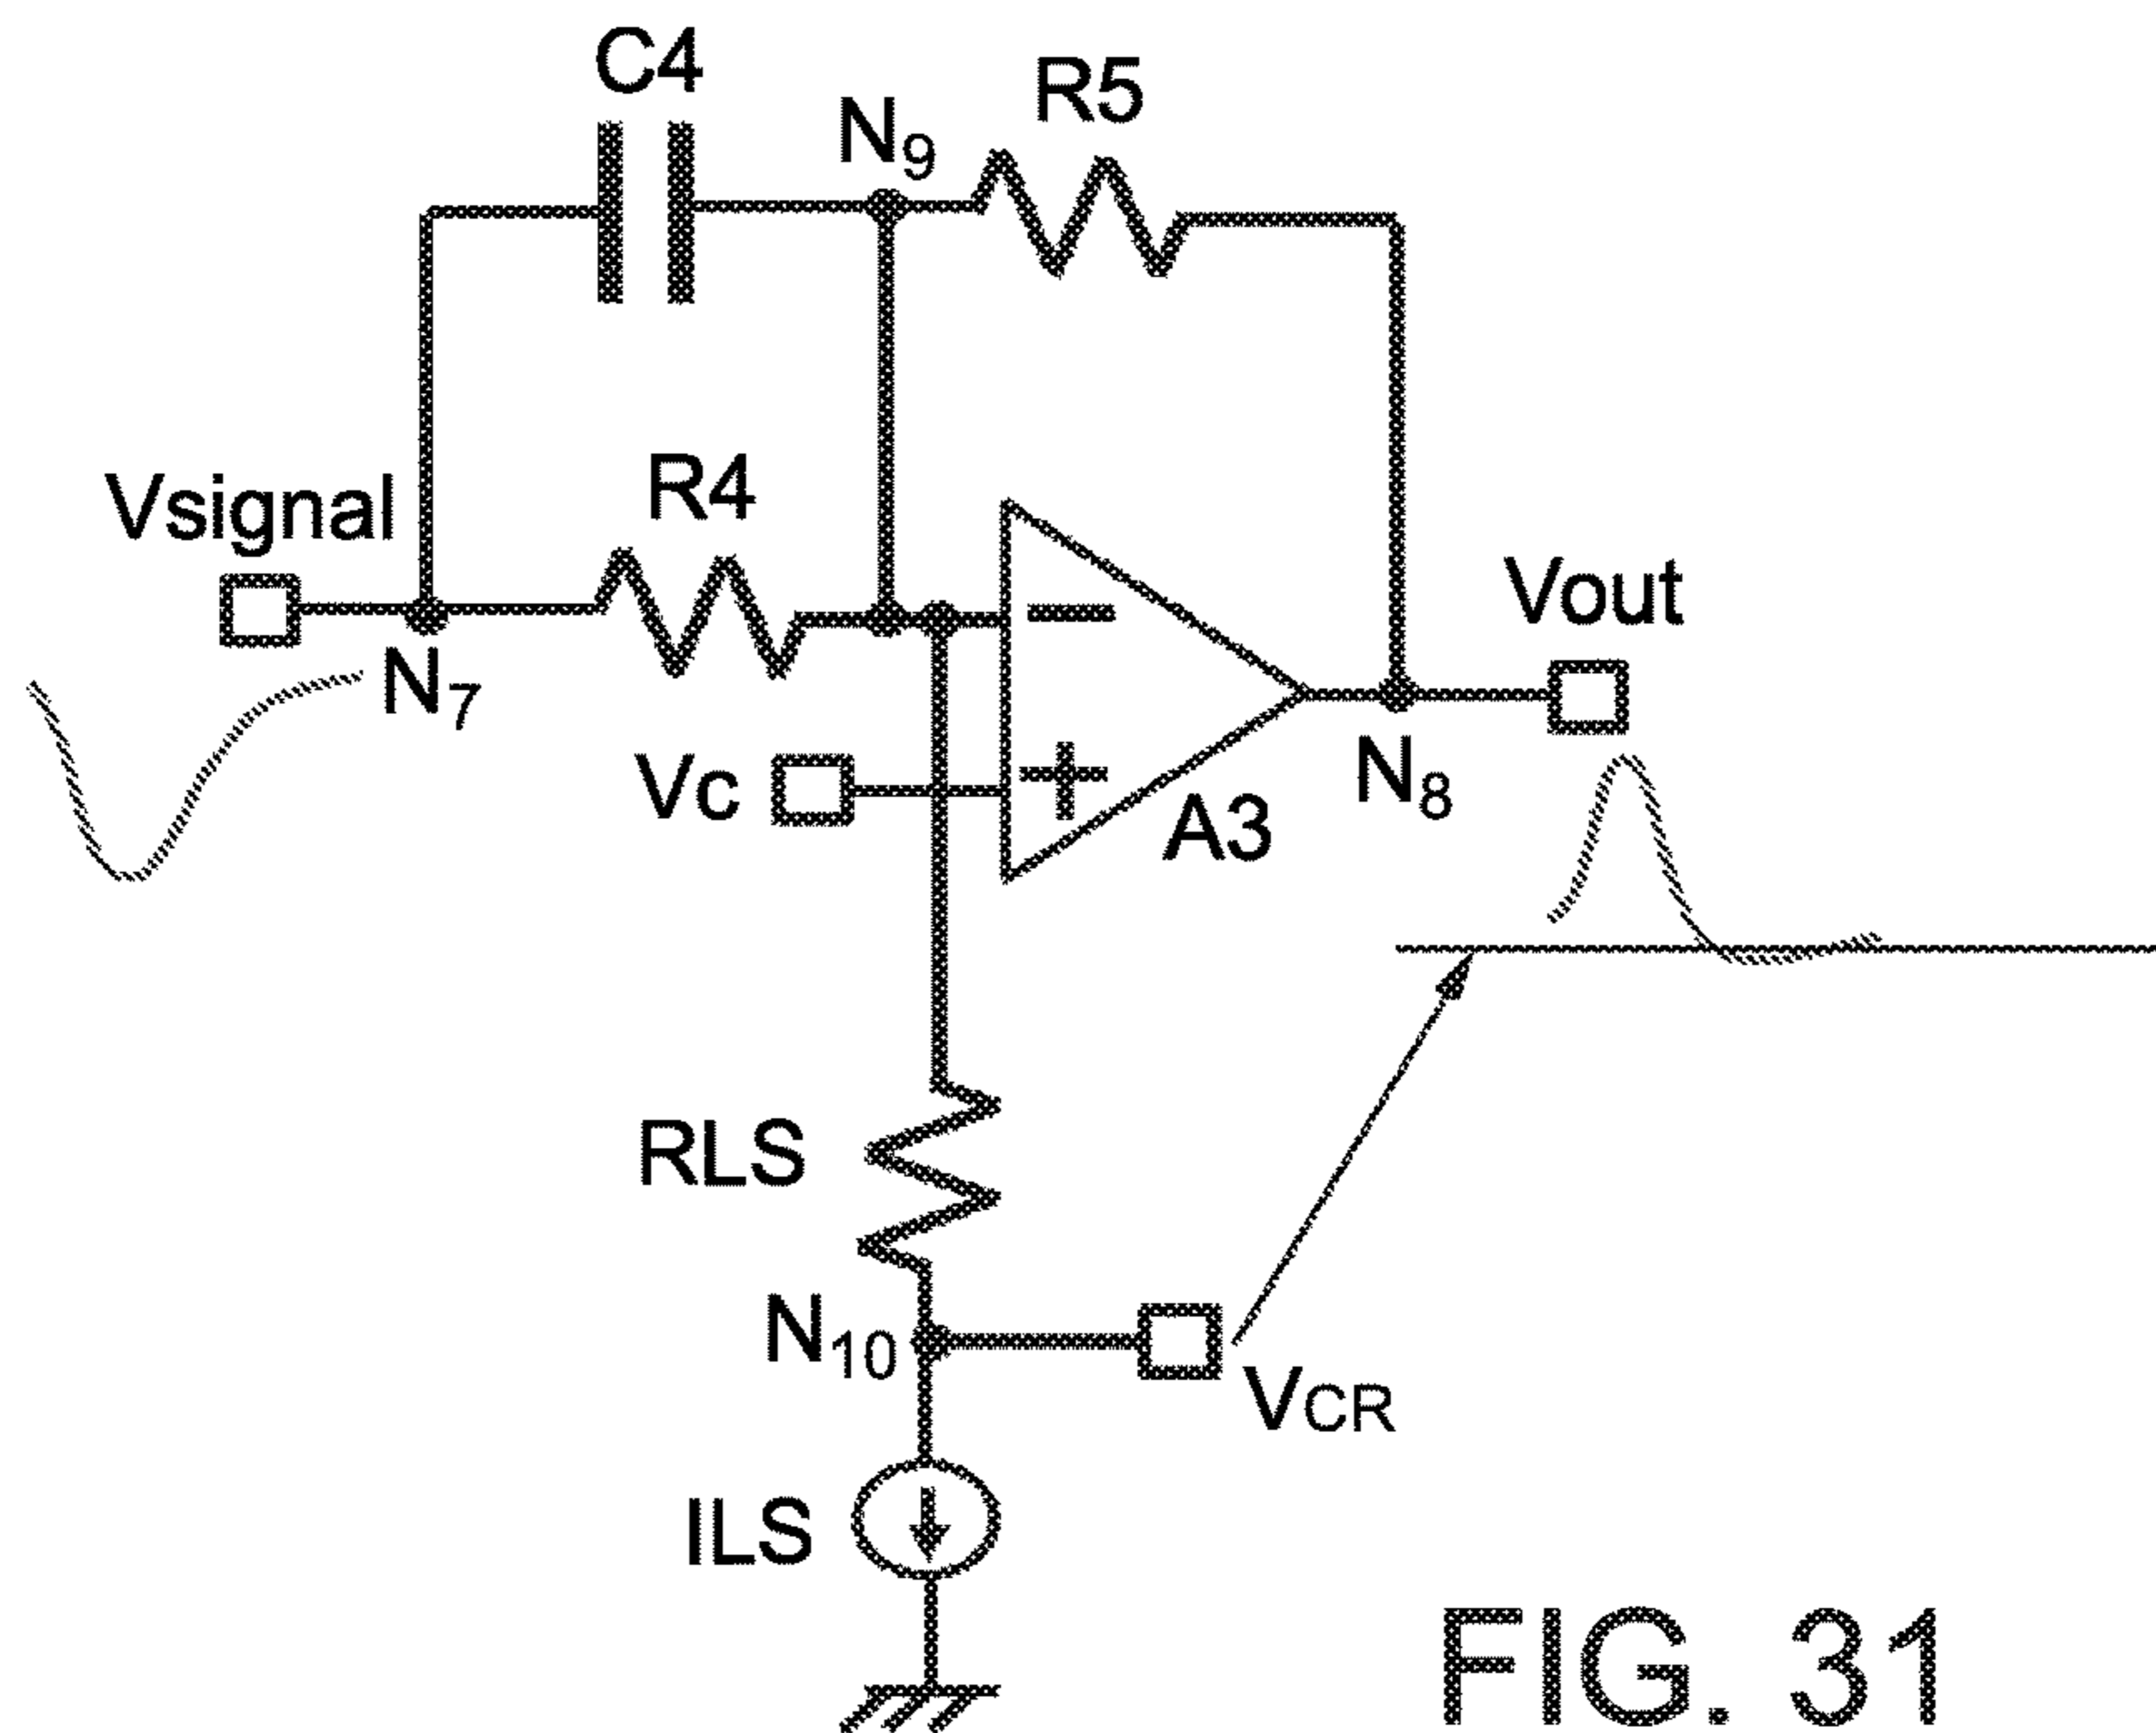 C4
R5
N9
Vsignal
R4
N7
Vout
Vc
−
+
A3
N8
RLS
N10
VCR
ILS
FIG. 31